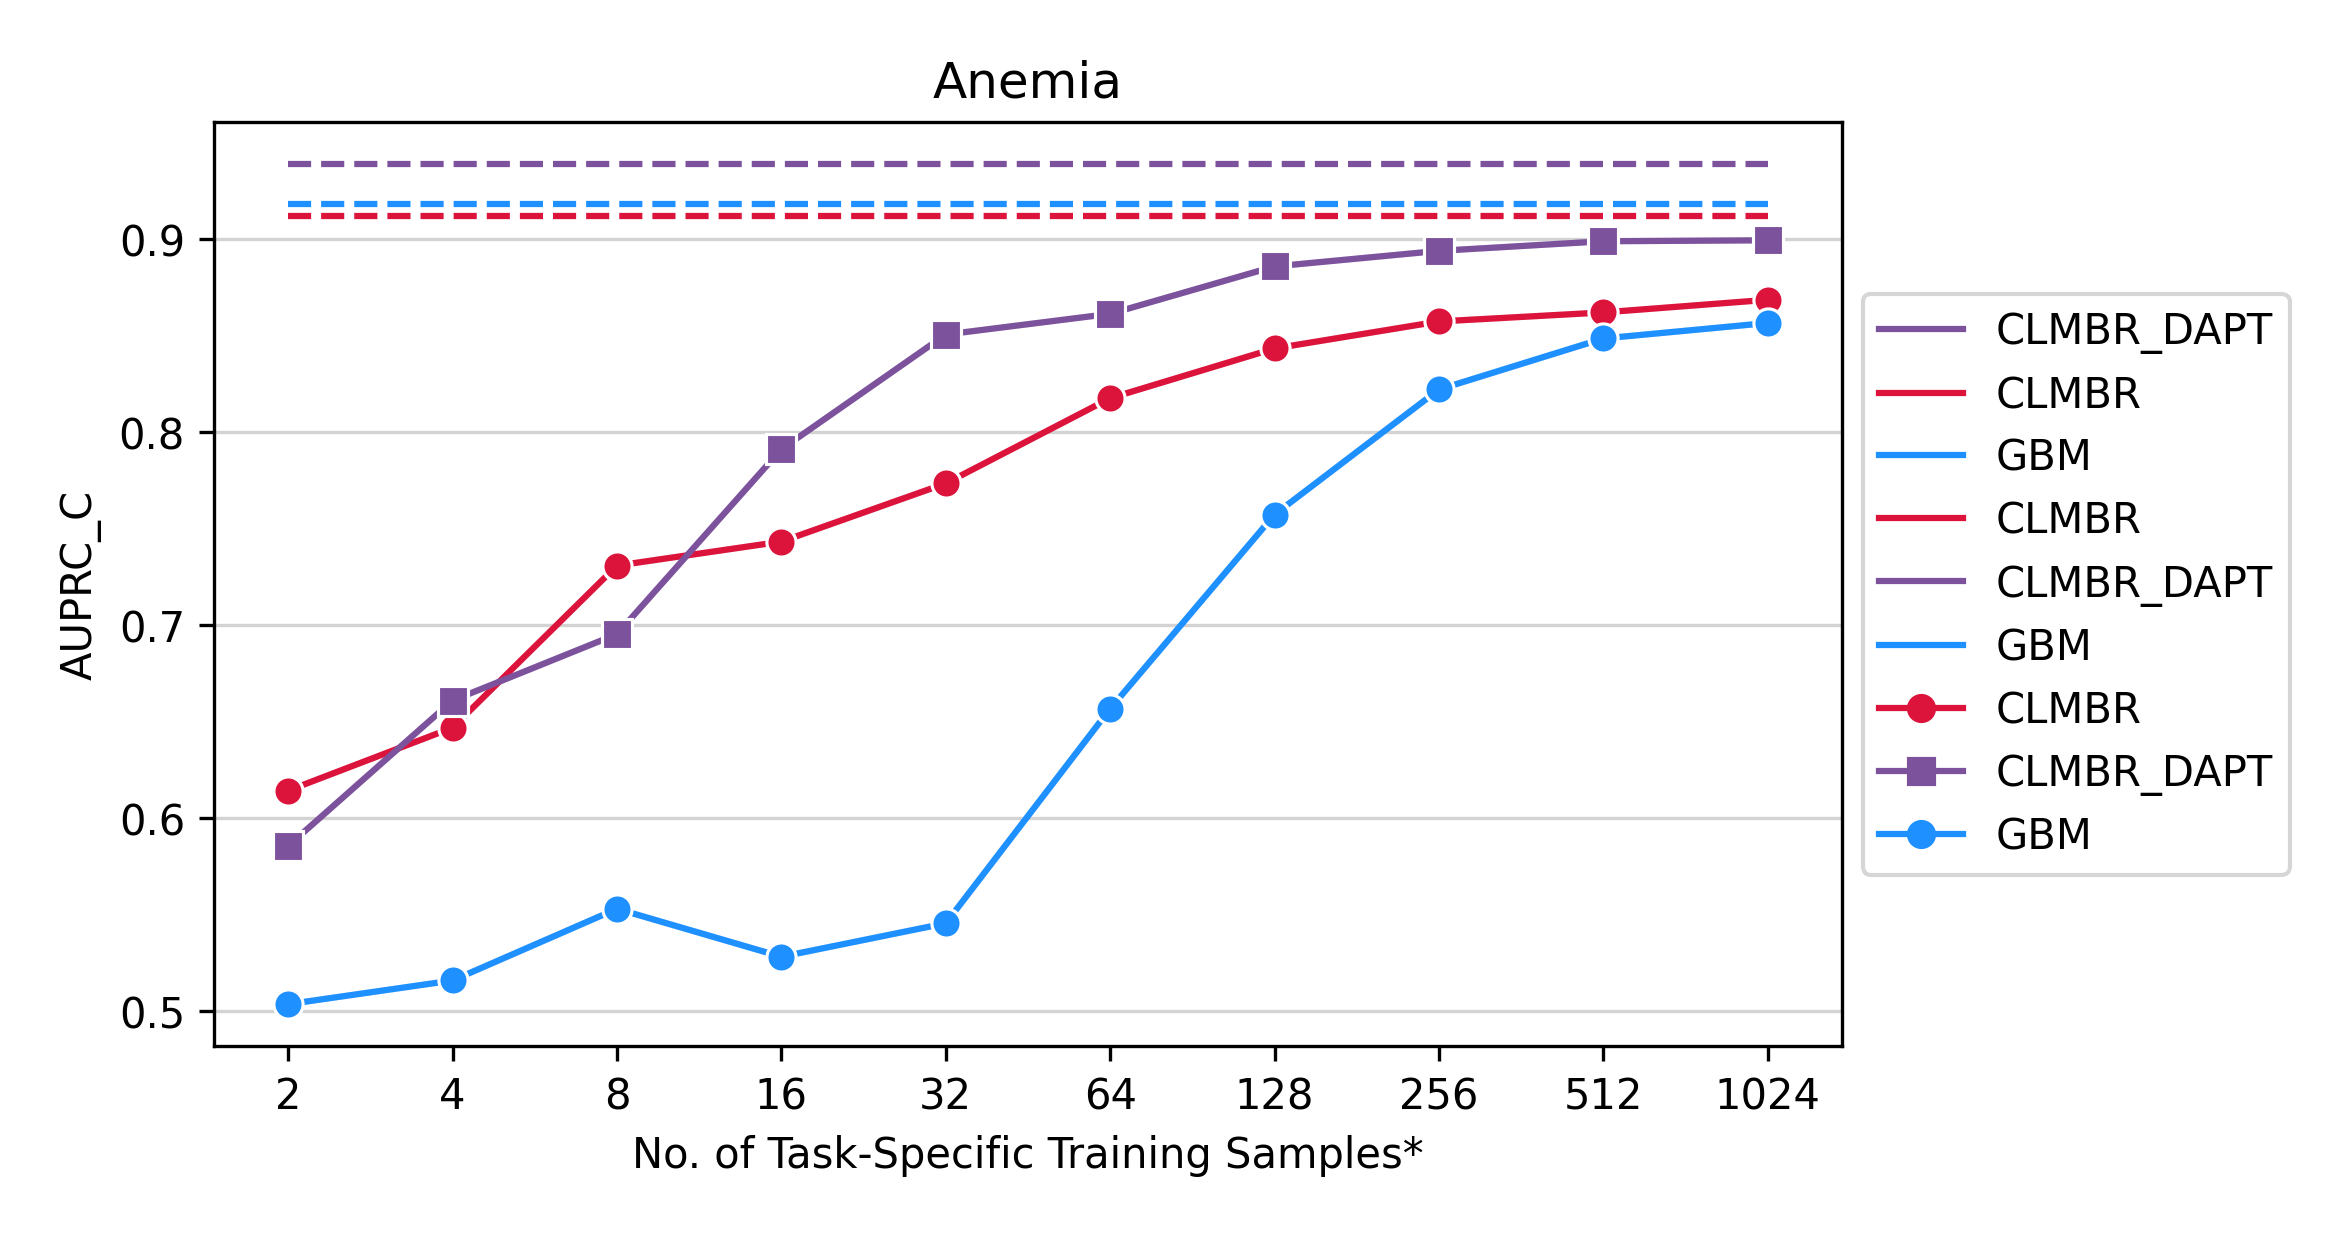 Anemia
AUPRC_C
0.9
0.8
0.7
0.6
0.5
2 4 8 16 32 64 128 256 512 1024
No. of Task-Specific Training Samples*
CLMBR_DAPT
CLMBR
GBM
CLMBR
CLMBR_DAPT
GBM
CLMBR
CLMBR_DAPT
GBM